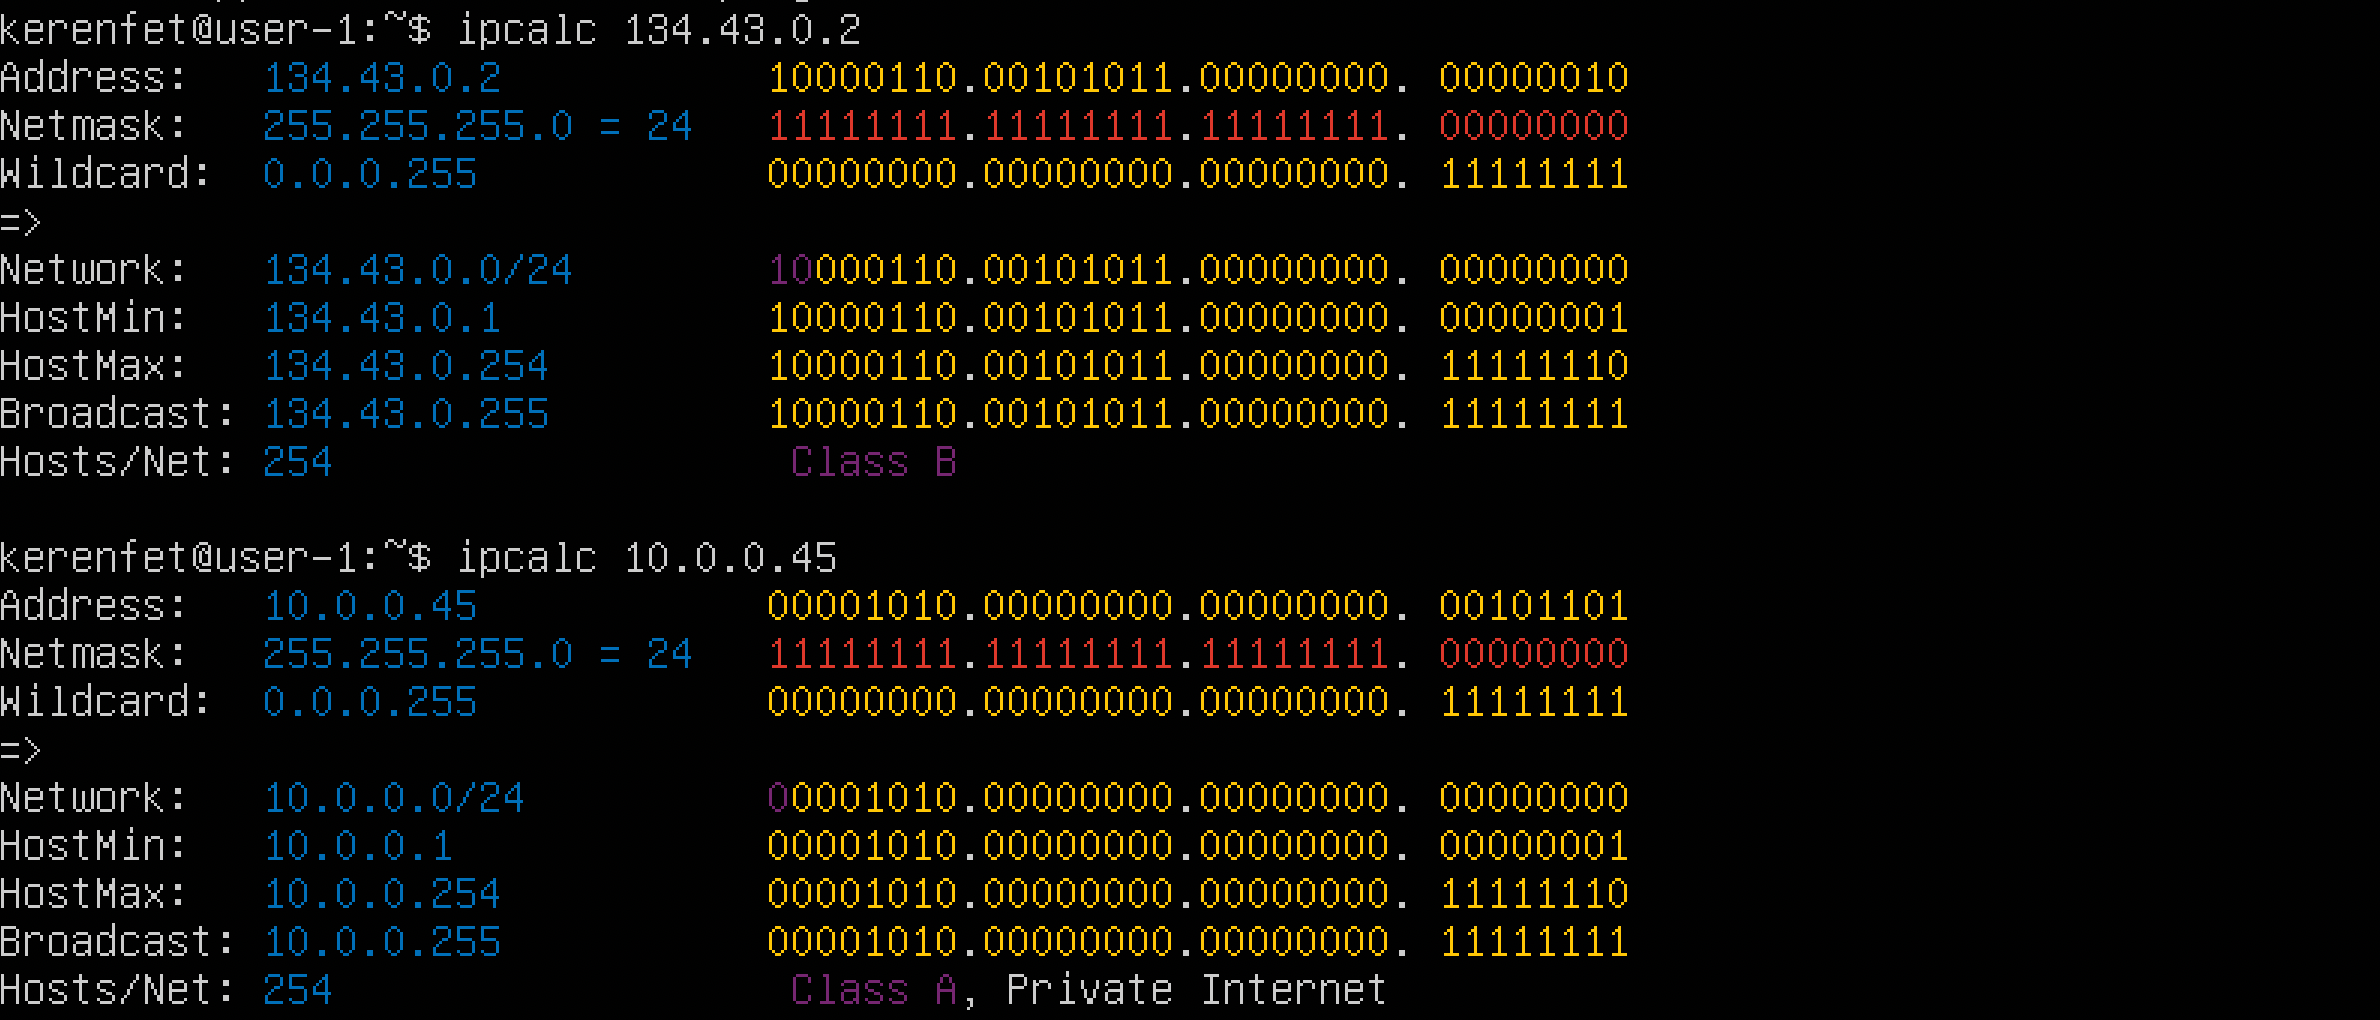 kerenfet@user-1:~$ ipcalc 134.43.0.2
Address:   134.43.0.2           10000110.00101011.00000000. 00000010
Netmask:   255.255.255.0 = 24   11111111.11111111.11111111. 00000000
Wildcard:  0.0.0.255            00000000.00000000.00000000. 11111111
=>
Network:   134.43.0.0/24        10000110.00101011.00000000. 00000000
HostMin:   134.43.0.1           10000110.00101011.00000000. 00000001
HostMax:   134.43.0.254         10000110.00101011.00000000. 11111110
Broadcast: 134.43.0.255         10000110.00101011.00000000. 11111111
Hosts/Net: 254                   Class B
kerenfet@user-1:~$ ipcalc 10.0.0.45
Address:   10.0.0.45            00001010.00000000.00000000. 00101101
Netmask:   255.255.255.0 = 24   11111111.11111111.11111111. 00000000
Wildcard:  0.0.0.255            00000000.00000000.00000000. 11111111
=>
Network:   10.0.0.0/24          00001010.00000000.00000000. 00000000
HostMin:   10.0.0.1             00001010.00000000.00000000. 00000001
HostMax:   10.0.0.254           00001010.00000000.00000000. 11111110
Broadcast: 10.0.0.255           00001010.00000000.00000000. 11111111
Hosts/Net: 254                   Class A, Private Internet